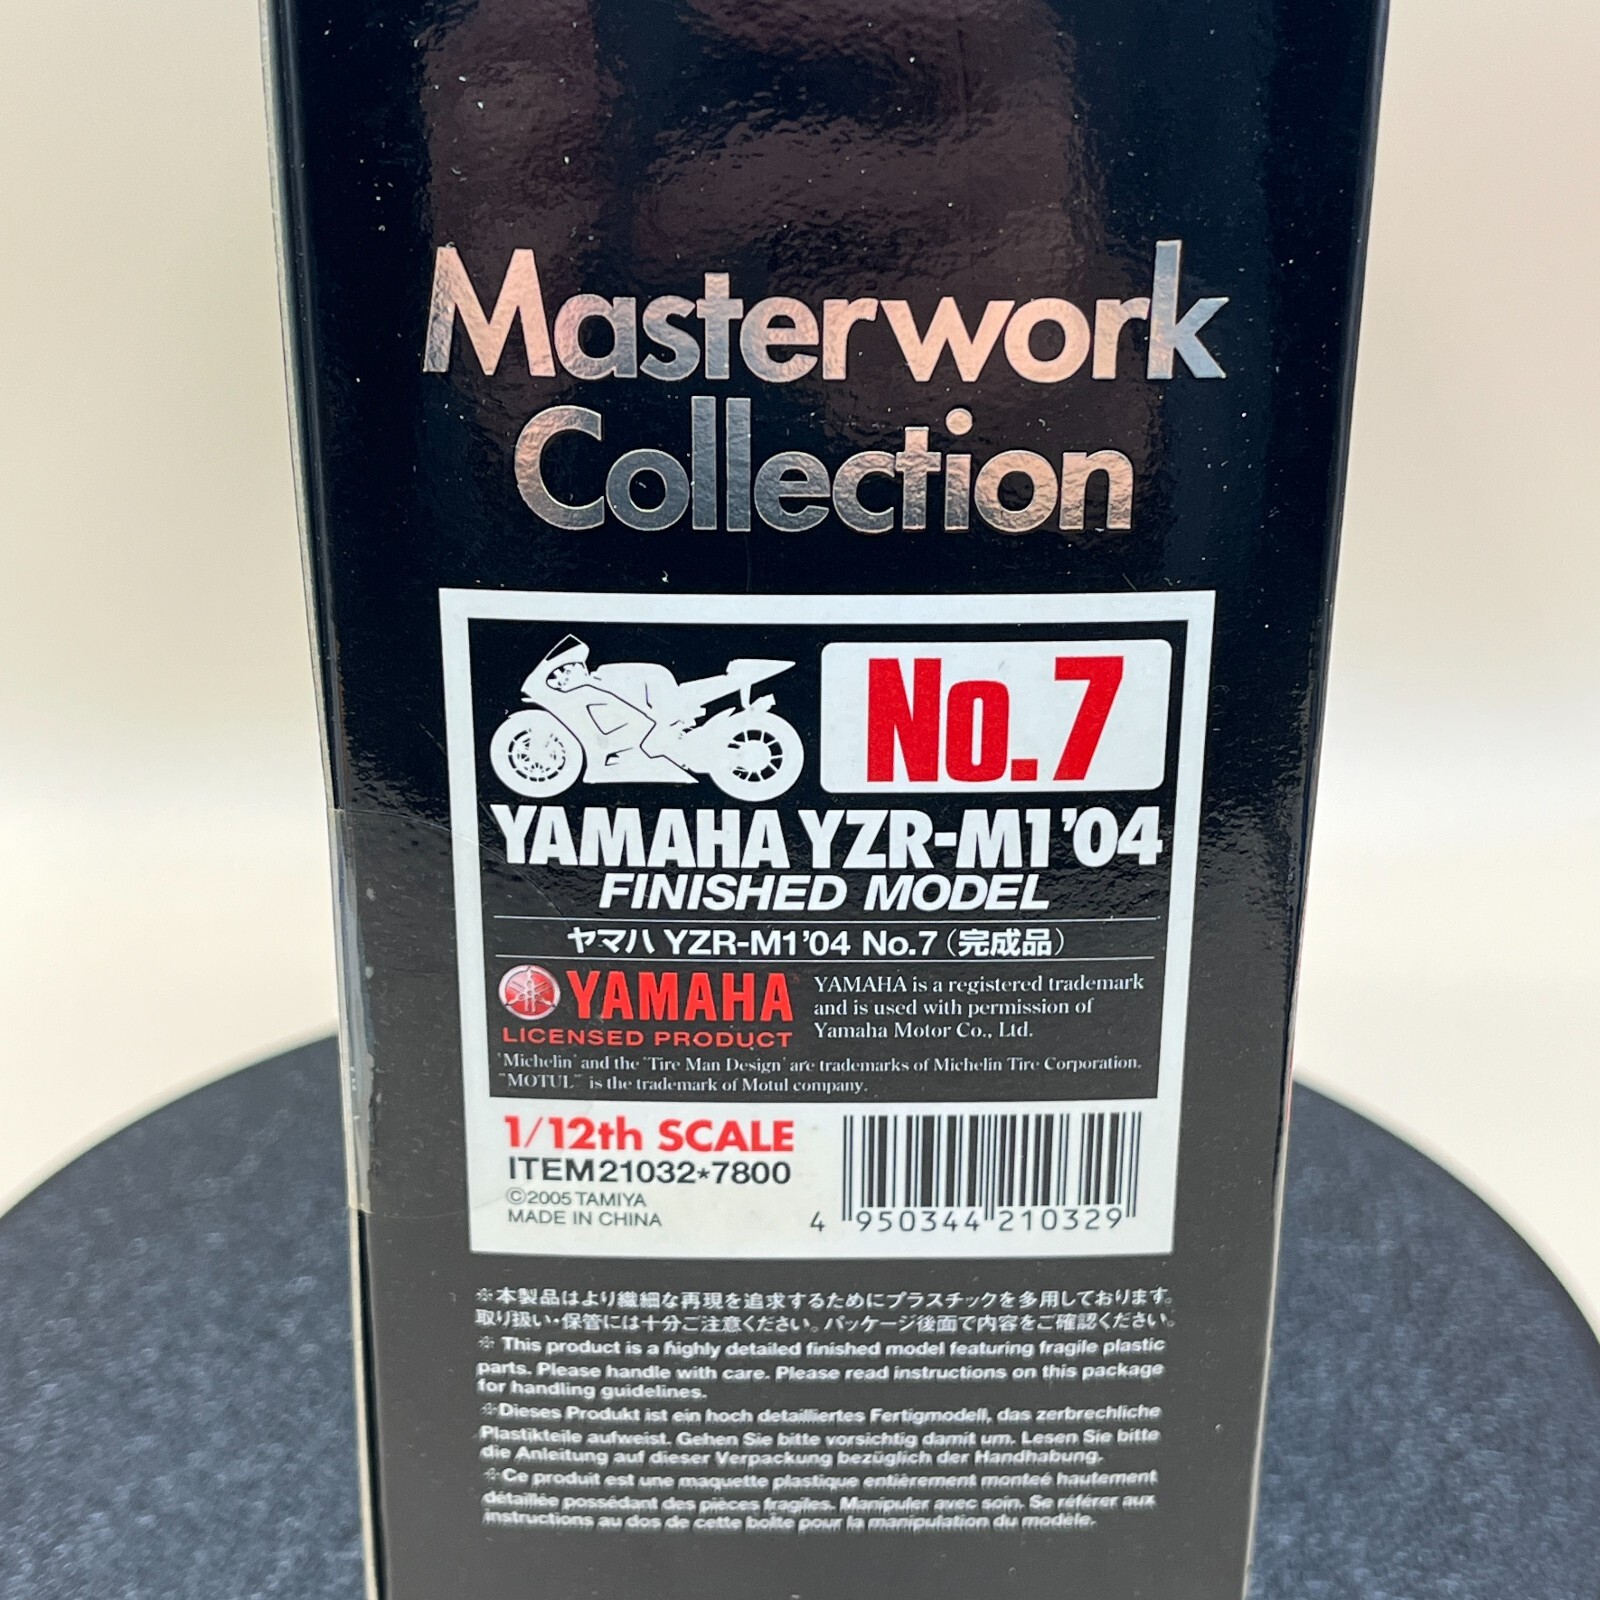 Masterwork
Collection
No.7
YAMAHA YZR-M1'04
FINISHED MODEL
ヤマハ YZR-M1'04 No.7（完成品）
YAMAHA
LICENSED PRODUCT
YAMAHA is a registered trademark
and is used with permission of
Yamaha Motor Co., Ltd.
'Michelin' and the 'Tire Man Design' are trademarks of Michelin Tire Corporation.
"MOTUL" is the trademark of Motul company.
1/12th SCALE
ITEM 21032*7800
©2005 TAMIYA
MADE IN CHINA
4 950344 210329
※本製品はより繊細な再現を追求するためにプラスチックを多用しております。
取り扱い・保管には十分ご注意ください。パッケージ後面で内容をご確認ください。
※ This product is a highly detailed finished model featuring fragile plastic
parts. Please handle with care. Please read instructions on this package
for handling guidelines.
※Dieses Produkt ist ein hoch detailliertes Fertigmodell, das zerbrechliche
Plastikteile aufweist. Gehen Sie bitte vorsichtig damit um. Lesen Sie bitte
die Anleitung auf dieser Verpackung bezüglich der Handhabung.
※Ce produit est une maquette plastique entièrement monteé hautement
détaillée possédant des pièces fragiles. Manipuler avec soin. Se référer aux
instructions au dos de cette boîte pour la manipulation du modèle.